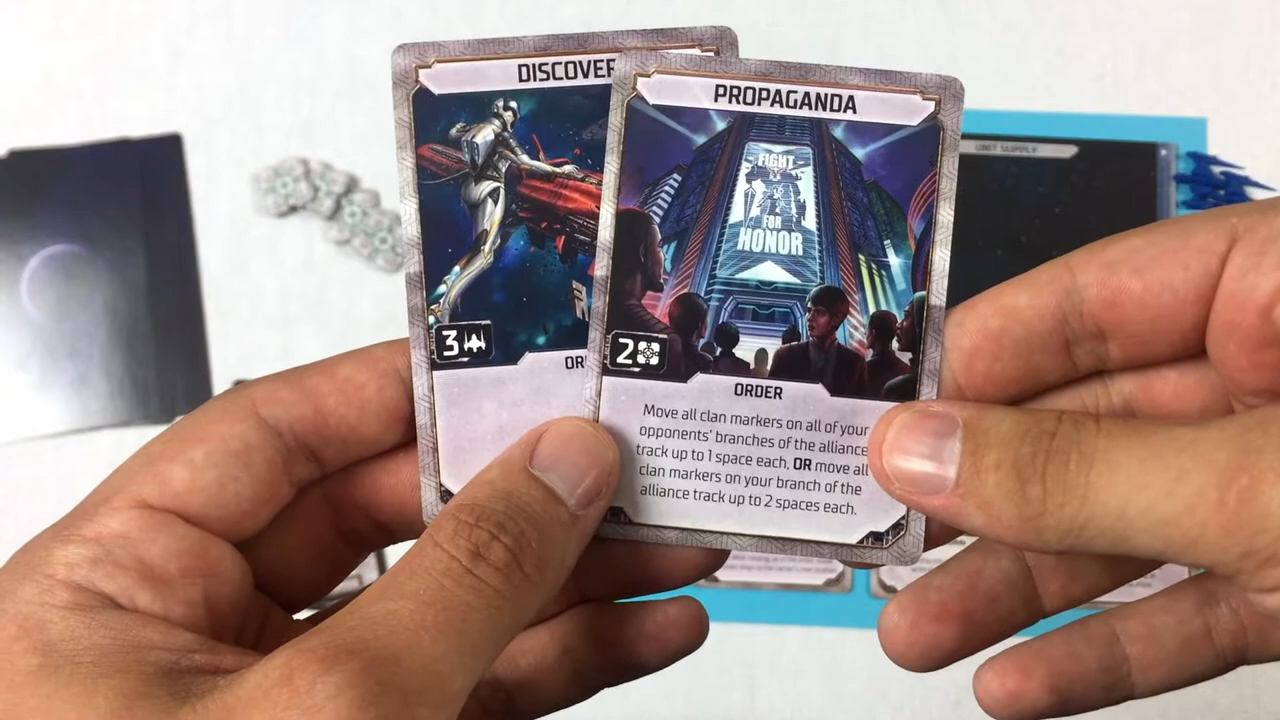 DISCOVER
PROPAGANDA
UNIT SUPPLY
FIGHT
FOR
HONOR
3
2
OR
ORDER
Move all clan markers on all of your
opponents' branches of the alliance
track up to 1 space each, OR move all
clan markers on your branch of the
alliance track up to 2 spaces each.